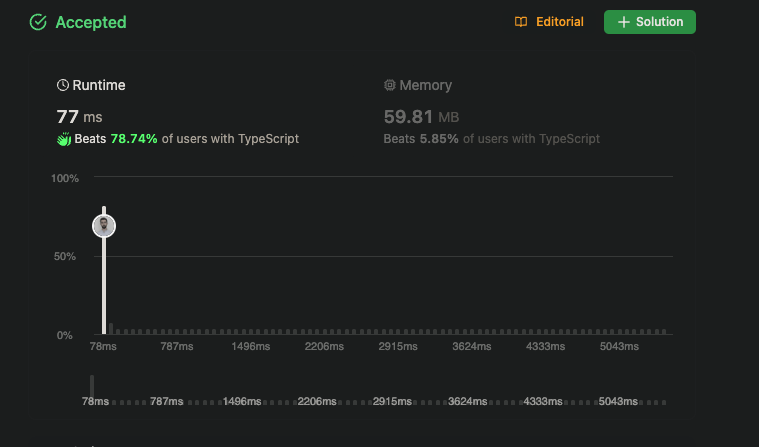 Accepted
Editorial
+ Solution
Runtime
Memory
77 ms
59.81 MB
Beats 78.74% of users with TypeScript
Beats 5.85% of users with TypeScript
100%
50%
0%
78ms 787ms 1496ms 2206ms 2915ms 3624ms 4333ms 5043ms
78ms 787ms 1496ms 2206ms 2915ms 3624ms 4333ms 5043ms